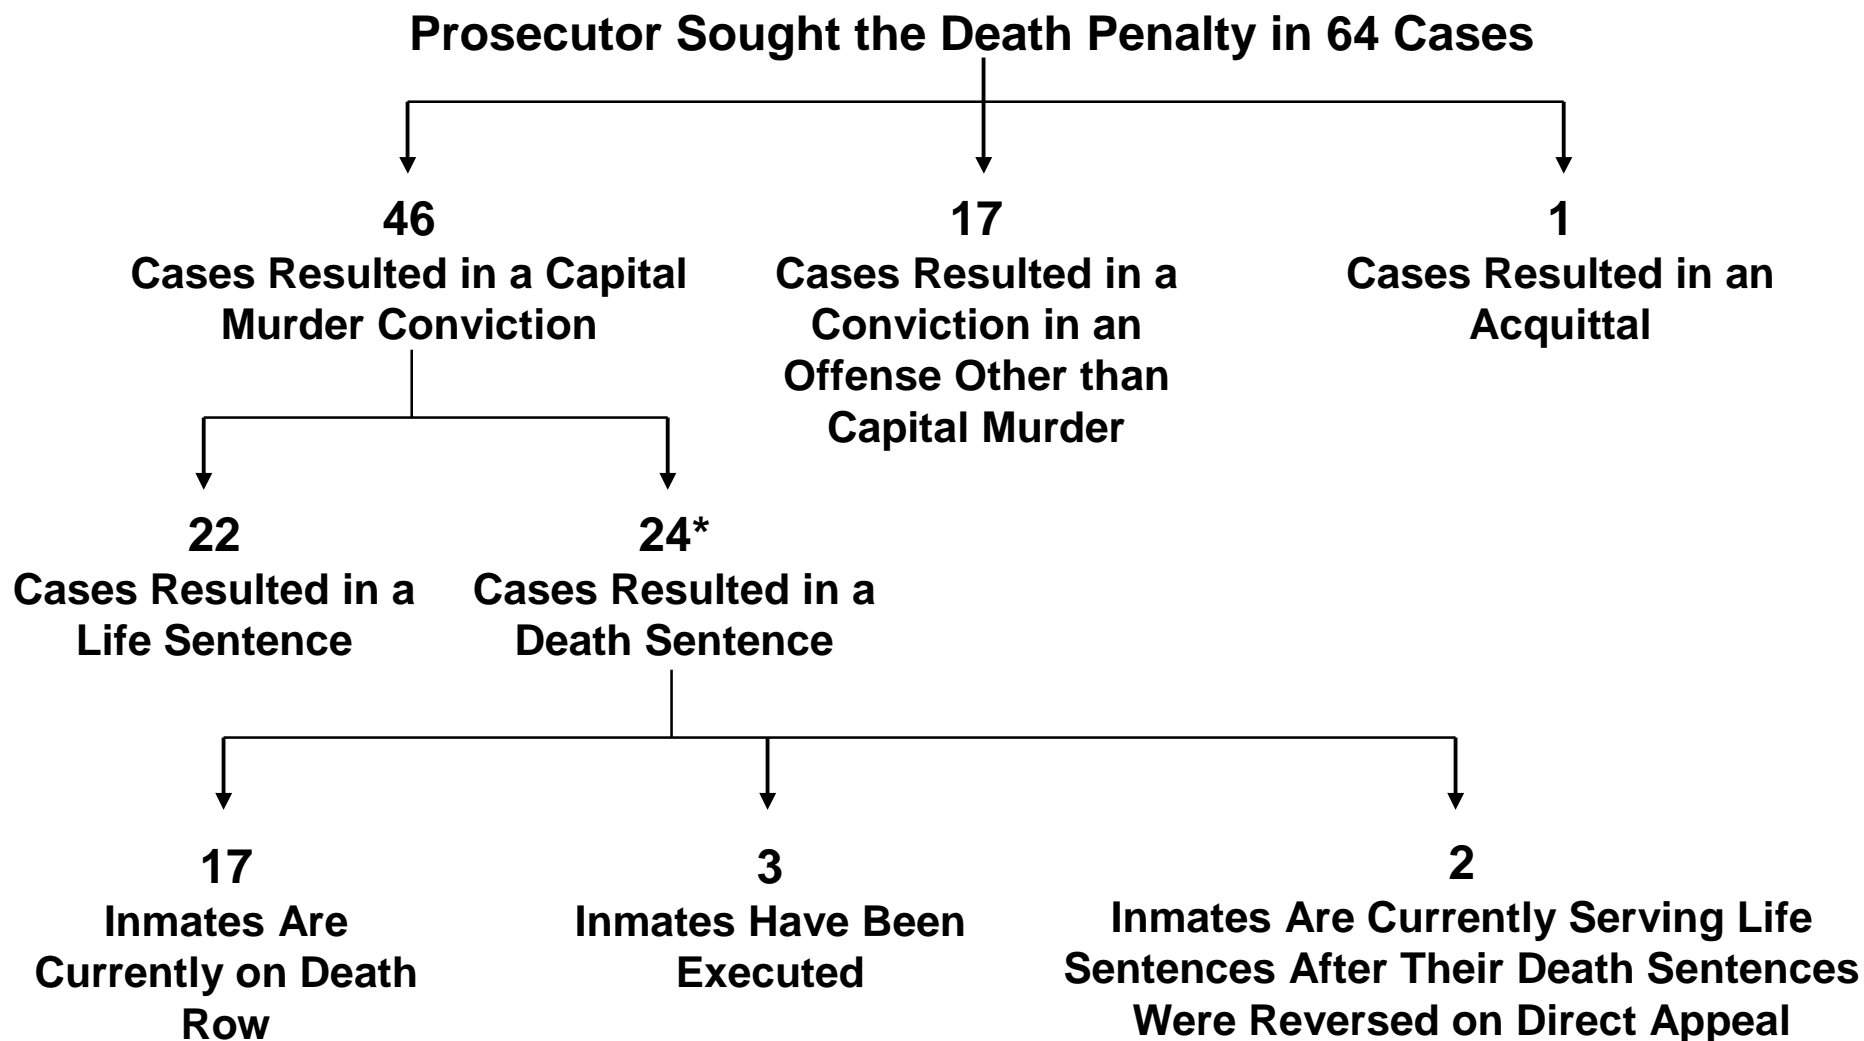 Prosecutor Sought the Death Penalty in 64 Cases
46
Cases Resulted in a Capital
Murder Conviction
17
Cases Resulted in a
Conviction in an
Offense Other than
Capital Murder
1
Cases Resulted in an
Acquittal
22
Cases Resulted in a
Life Sentence
24*
Cases Resulted in a
Death Sentence
17
Inmates Are
Currently on Death
Row
3
Inmates Have Been
Executed
2
Inmates Are Currently Serving Life
Sentences After Their Death Sentences
Were Reversed on Direct Appeal